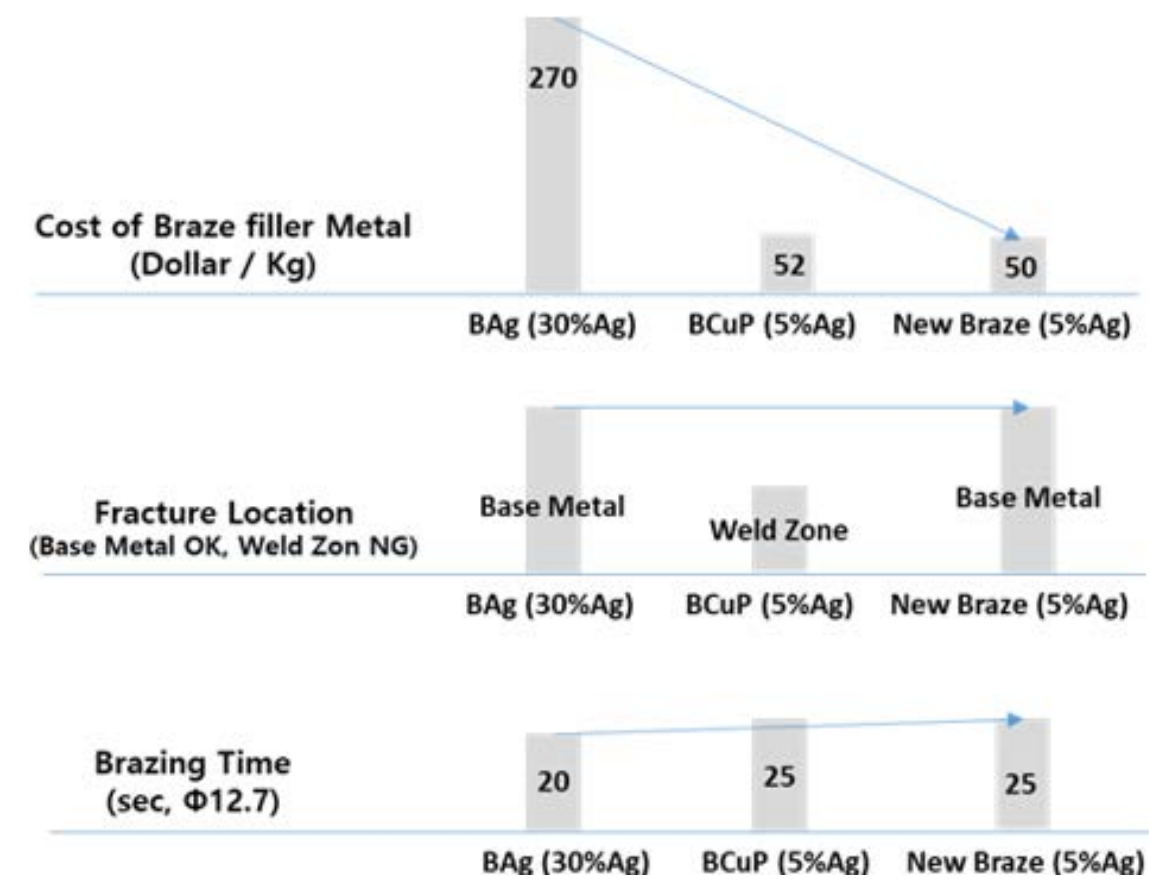 270
Cost of Braze filler Metal
(Dollar / Kg)
52
50
BAg (30%Ag)
BCuP (5%Ag)
New Braze (5%Ag)
Fracture Location
(Base Metal OK, Weld Zon NG)
Base Metal
Weld Zone
Base Metal
BAg (30%Ag)
BCuP (5%Ag)
New Braze (5%Ag)
Brazing Time
(sec, Φ12.7)
20
25
25
BAg (30%Ag)
BCuP (5%Ag)
New Braze (5%Ag)